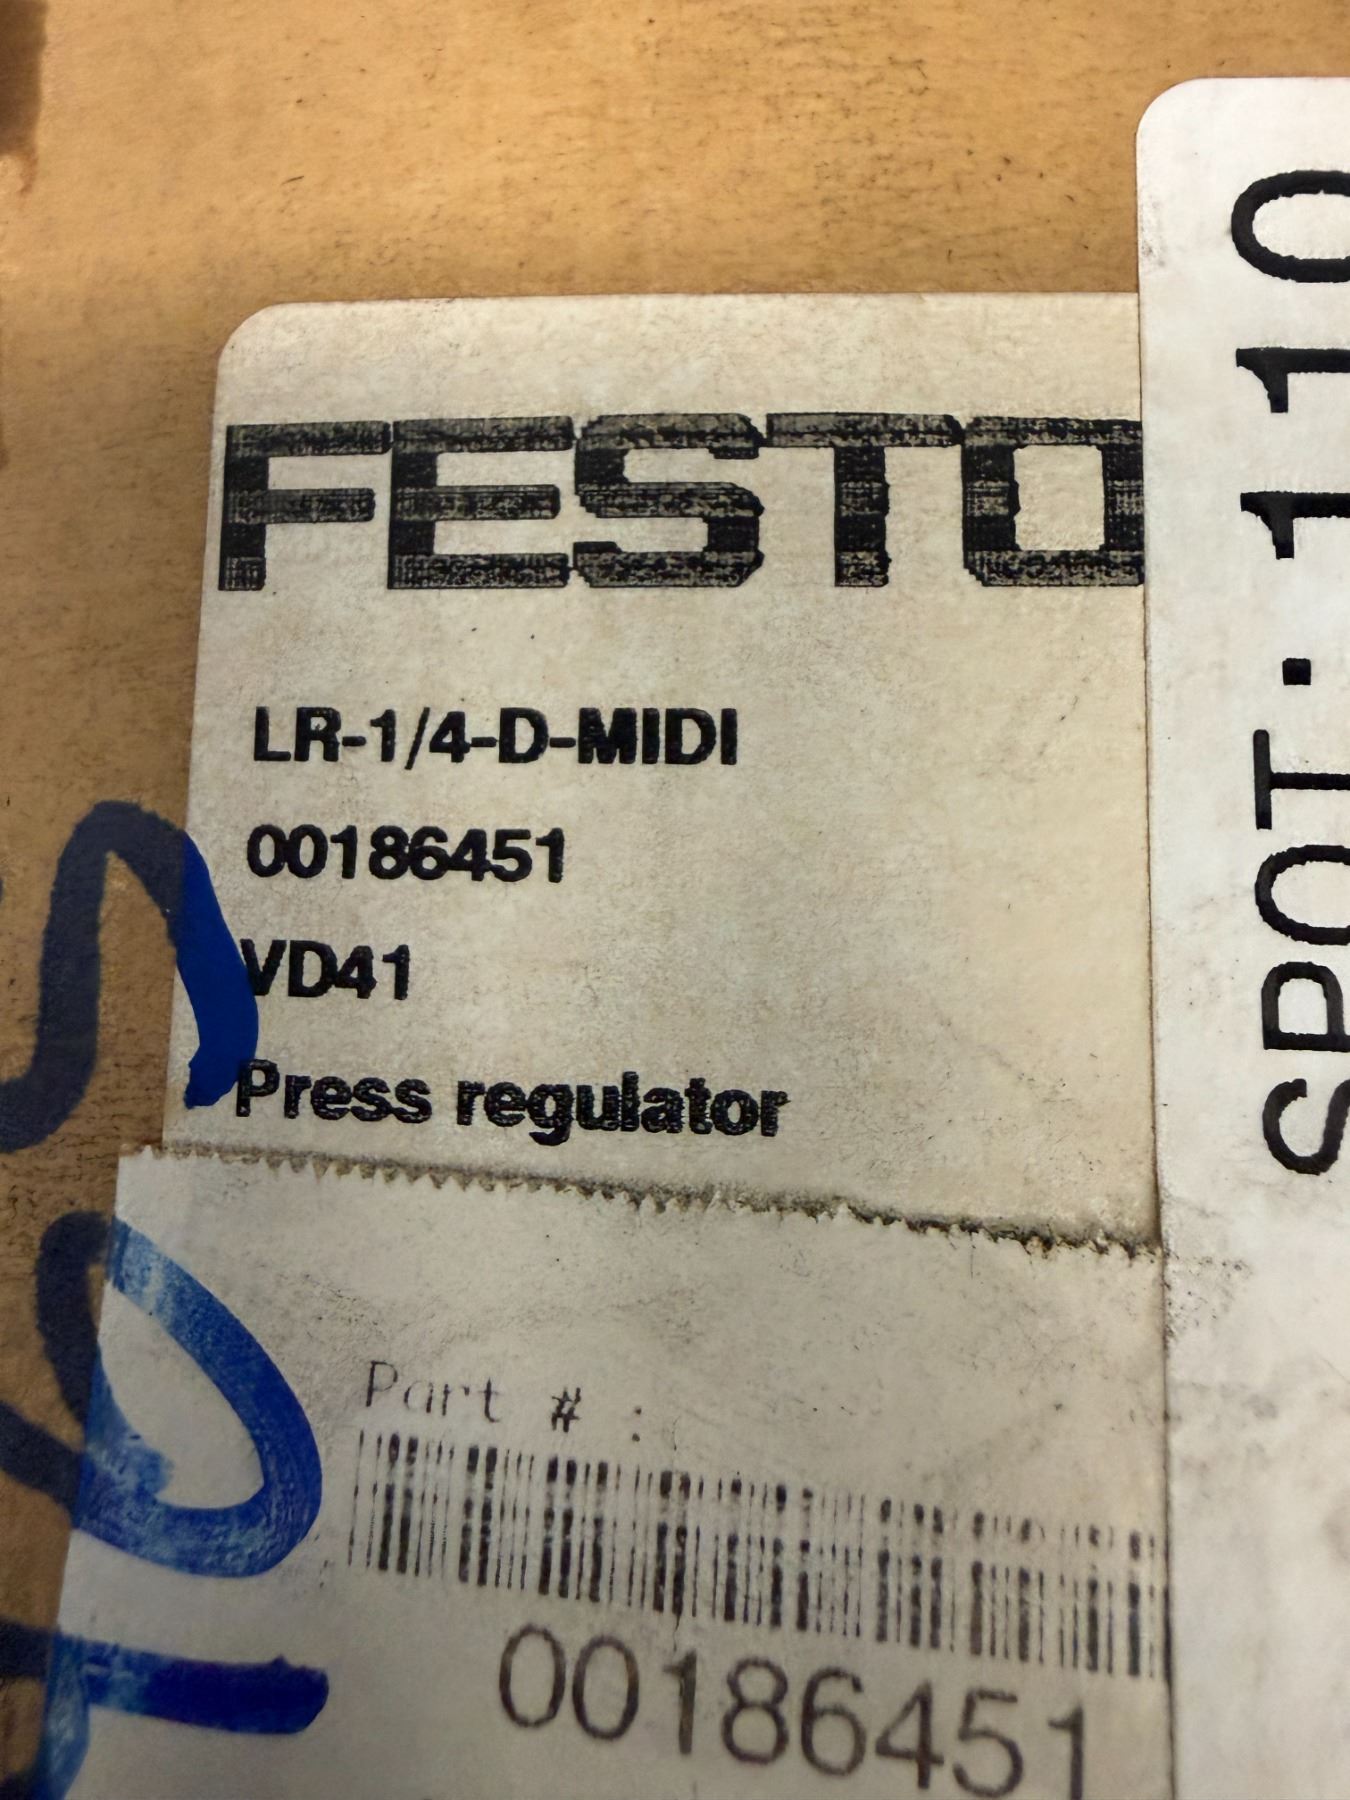 FESTO
LR-1/4-D-MIDI
00186451
VD41
Press regulator
Part # :
00186451
SPOT: 110